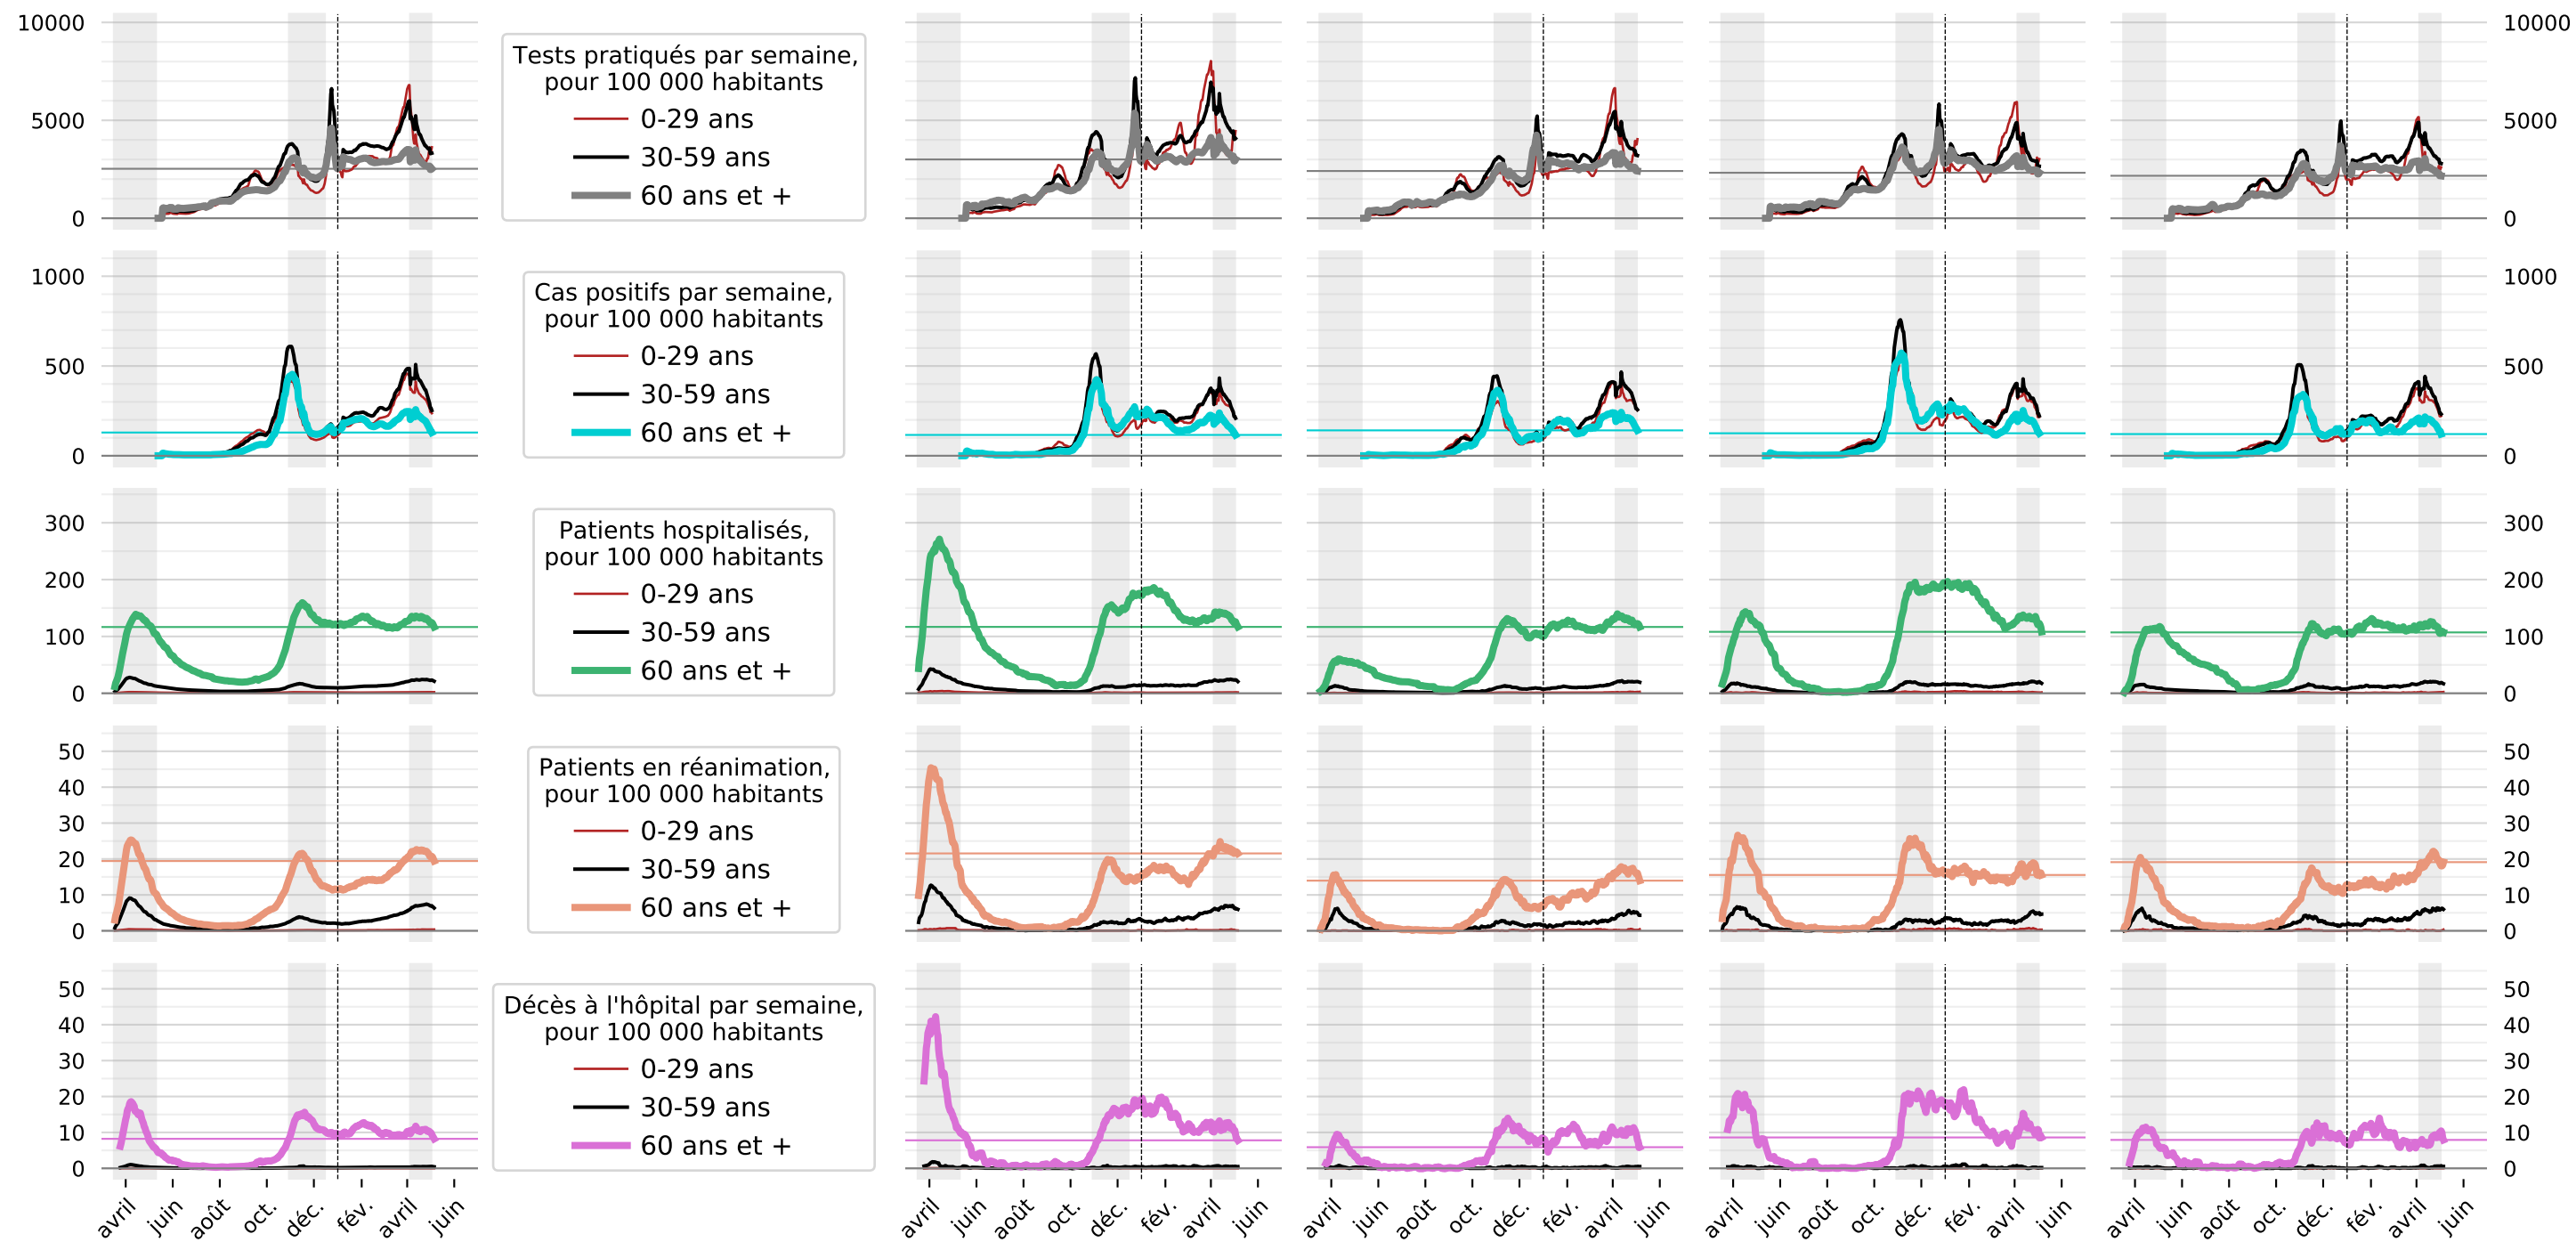 10000
5000
0
Tests pratiqués par semaine,
pour 100 000 habitants
0-29 ans
30-59 ans
60 ans et +
10000
5000
0
1000
500
0
Cas positifs par semaine,
pour 100 000 habitants
0-29 ans
30-59 ans
60 ans et +
1000
500
0
300
200
100
0
Patients hospitalisés,
pour 100 000 habitants
0-29 ans
30-59 ans
60 ans et +
300
200
100
0
50
40
30
20
10
0
Patients en réanimation,
pour 100 000 habitants
0-29 ans
30-59 ans
60 ans et +
50
40
30
20
10
0
50
40
30
20
10
0
Décès à l'hôpital par semaine,
pour 100 000 habitants
0-29 ans
30-59 ans
60 ans et +
50
40
30
20
10
0
avril juin août oct. déc. fév. avril juin
avril juin août oct. déc. fév. avril juin
avril juin août oct. déc. fév. avril juin
avril juin août oct. déc. fév. avril juin
avril juin août oct. déc. fév. avril juin